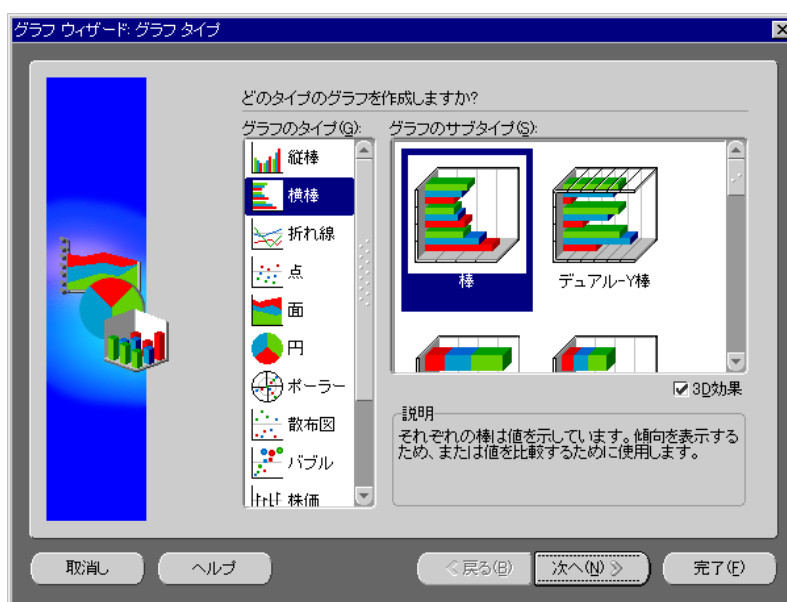 グラフ ウィザード: グラフ タイプ
どのタイプのグラフを作成しますか?
グラフのタイプ(G):
グラフのサブタイプ(S):
縦棒
横棒
折れ線
点
面
円
ポーラー
散布図
バブル
株価
棒
デュアル-Y棒
3D効果
説明
それぞれの棒は値を示しています。傾向を表示する
ため、または値を比較するために使用します。
取消し
ヘルプ
戻る(B)
次へ(N)
完了(F)